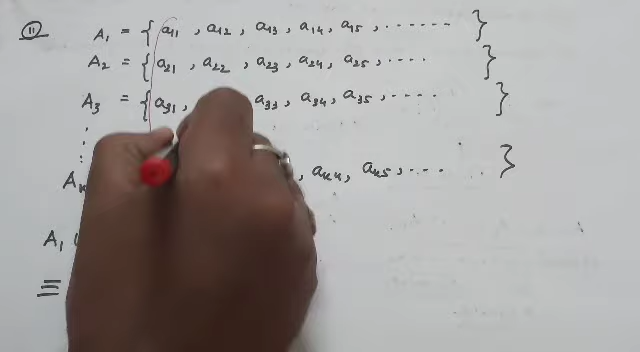 ⑪ A₁ = { a₁₁ , a₁₂ , a₁₃ , a₁₄ , a₁₅ , ....... }
A₂ = { a₂₁ , a₂₂ , a₂₃ , a₂₄ , a₂₅ , .... }
A₃ = { a₃₁ , a₃₃ , a₃₄ , a₃₅ , ..... }
⋮
, aₙ₄ , aₙ₅ , ... }
A₁
≡